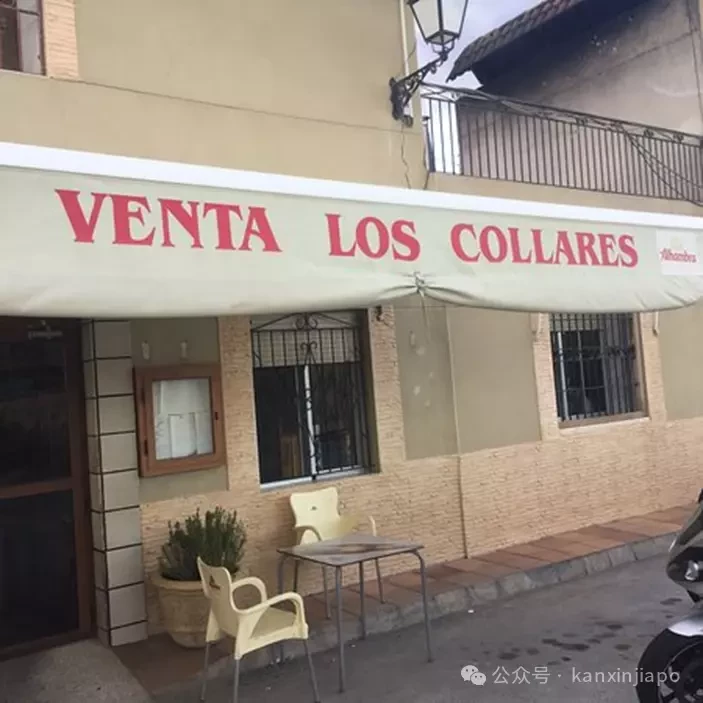 VENTA LOS COLLARES
Alhambra
公众号 · kanxinjiapo